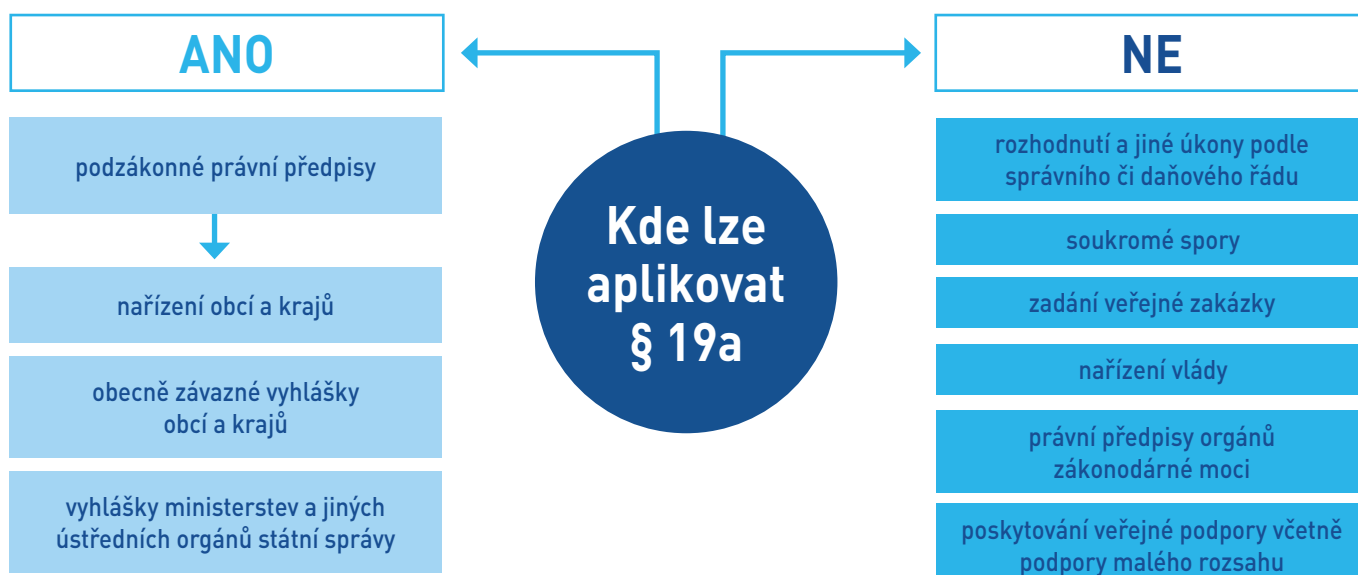 ANO
podzákonné právní předpisy
nařízení obcí a krajů
obecně závazné vyhlášky
obcí a krajů
vyhlášky ministerstev a jiných
ústředních orgánů státní správy
Kde lze
aplikovat
§ 19a
NE
rozhodnutí a jiné úkony podle
správního či daňového řádu
soukromé spory
zadání veřejné zakázky
nařízení vlády
právní předpisy orgánů
zákonodárné moci
poskytování veřejné podpory včetně
podpory malého rozsahu